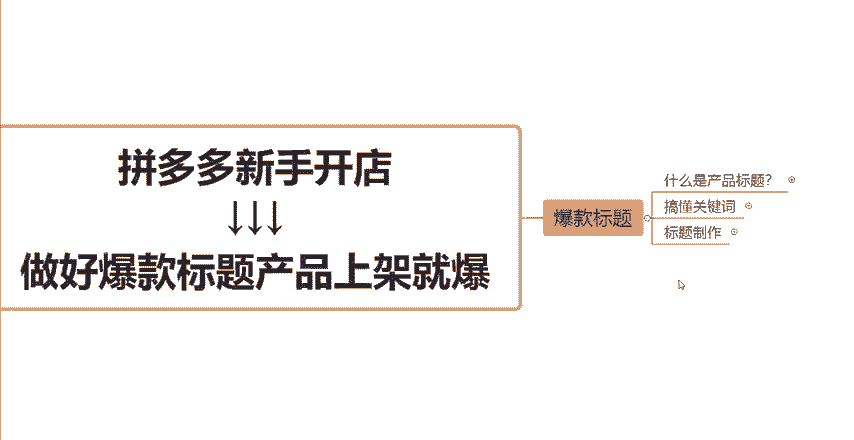 拼多多新手开店
↓↓↓
做好爆款标题产品上架就爆
爆款标题
什么是产品标题？
搞懂关键词
标题制作